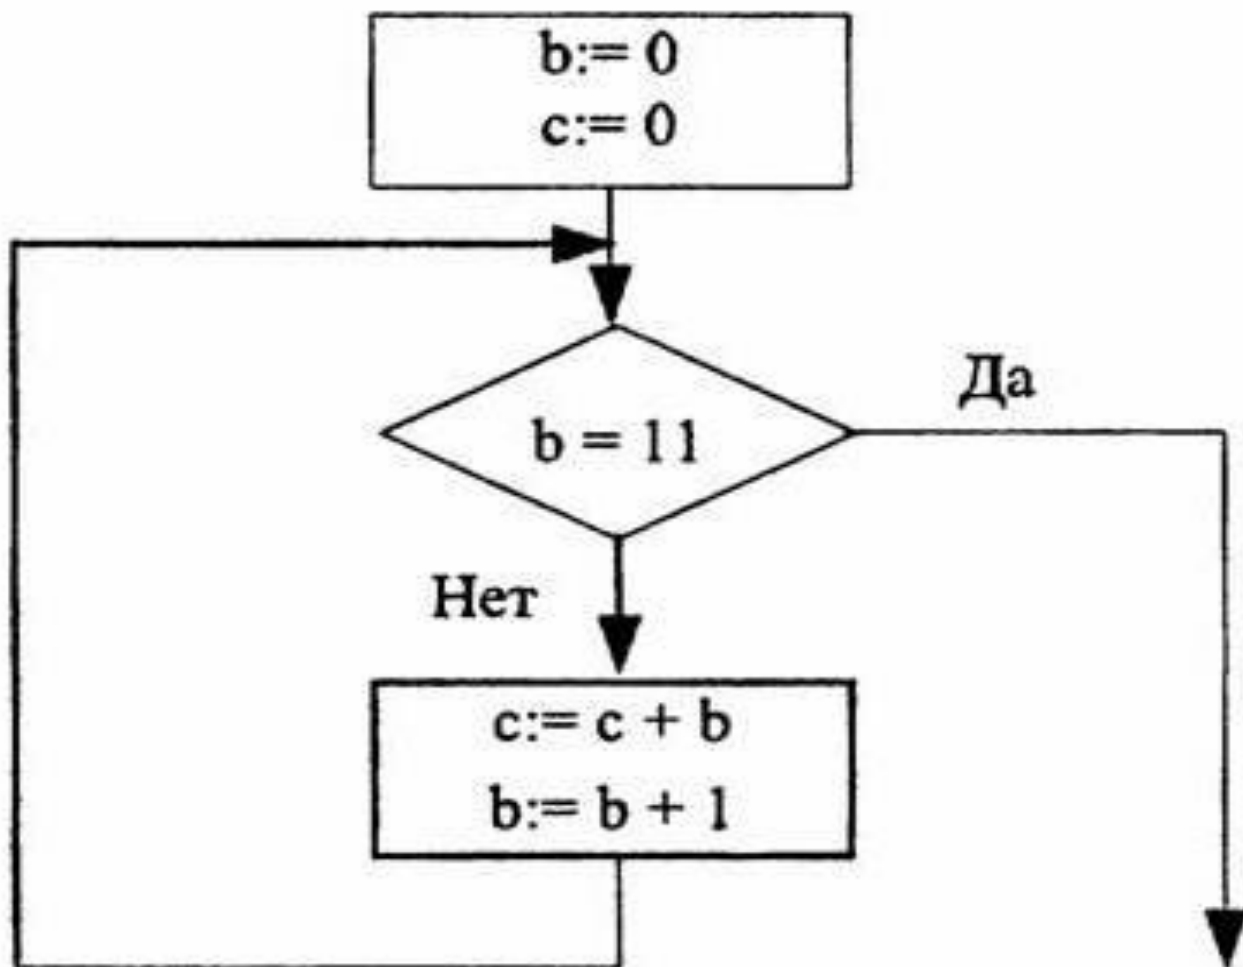 b:= 0
c:= 0
b = 11
Да
Нет
c:= c + b
b:= b + 1